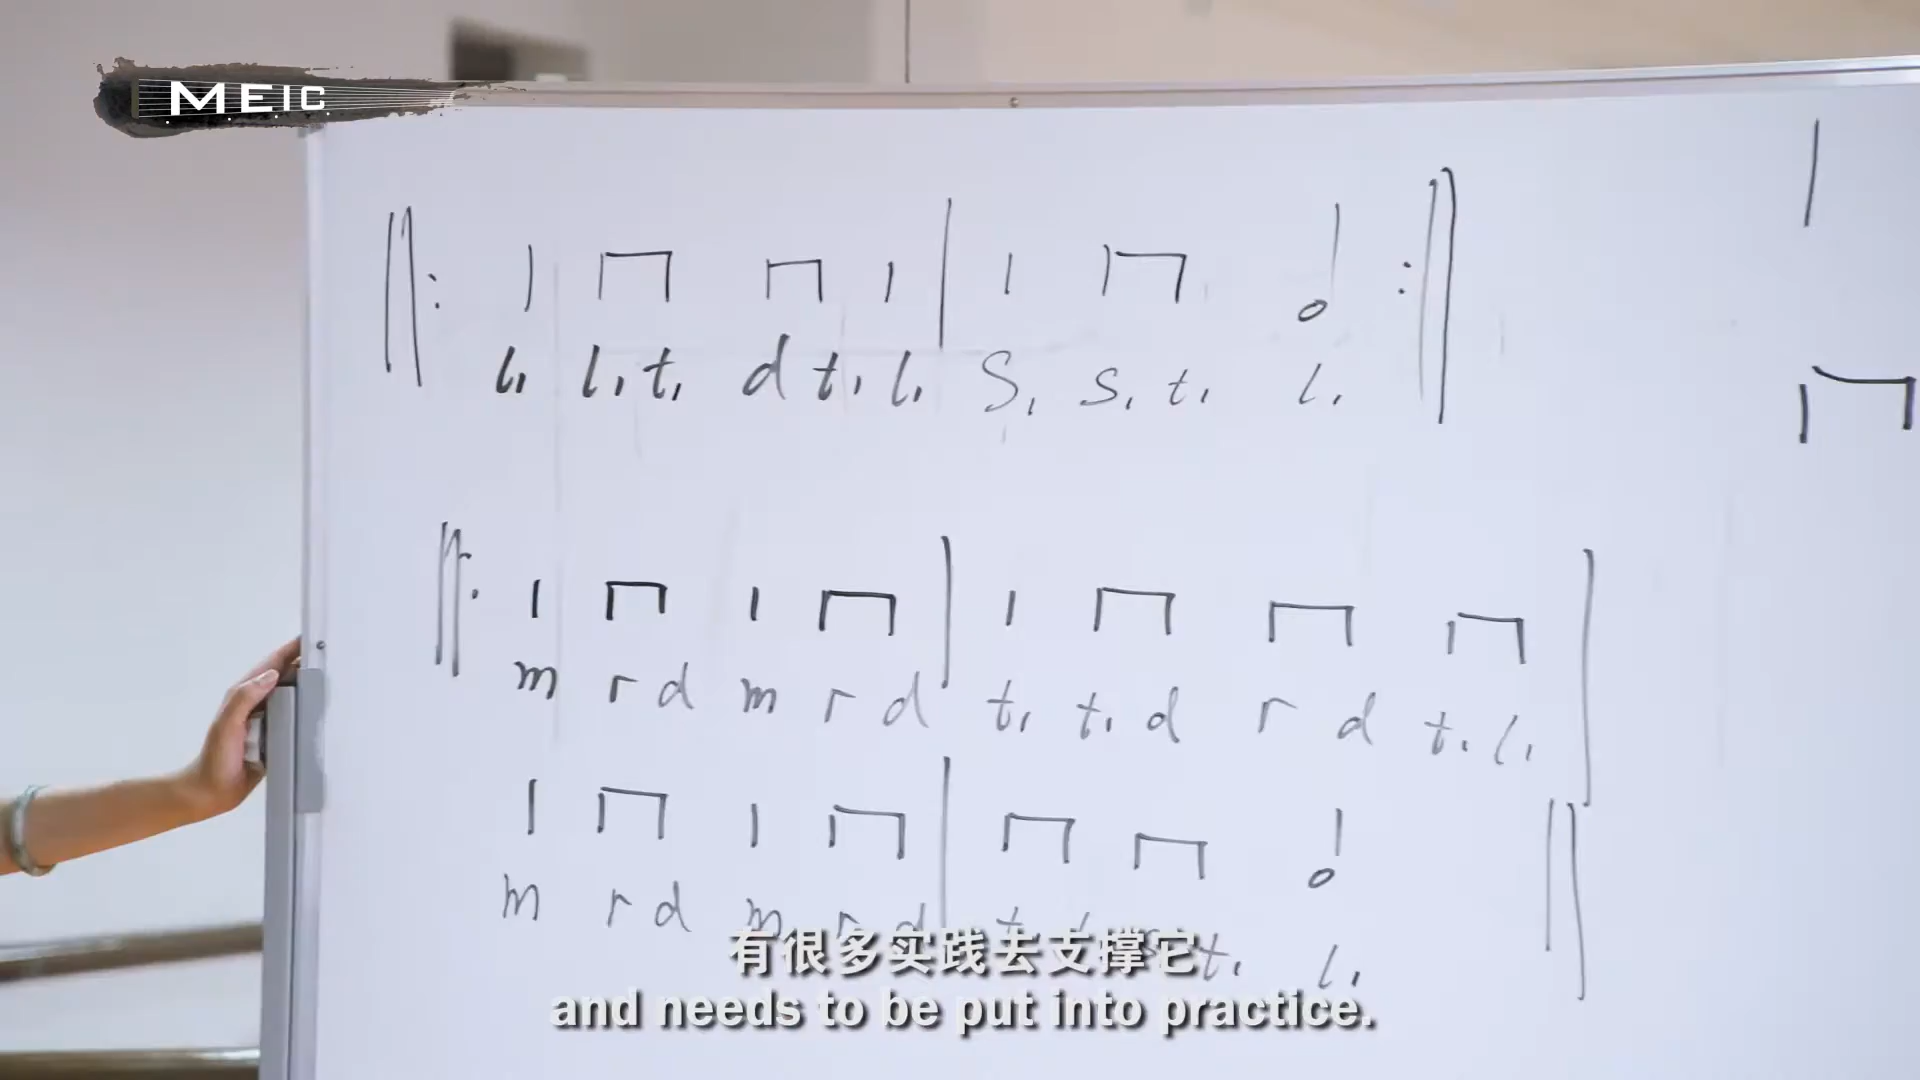 MEIC
l, l, t, d t, l, S, S, t, l,
m r d m r d t, t, d r d t, l,
m r d m r d t, t, l,
有很多实践去支撑它
and needs to be put into practice.